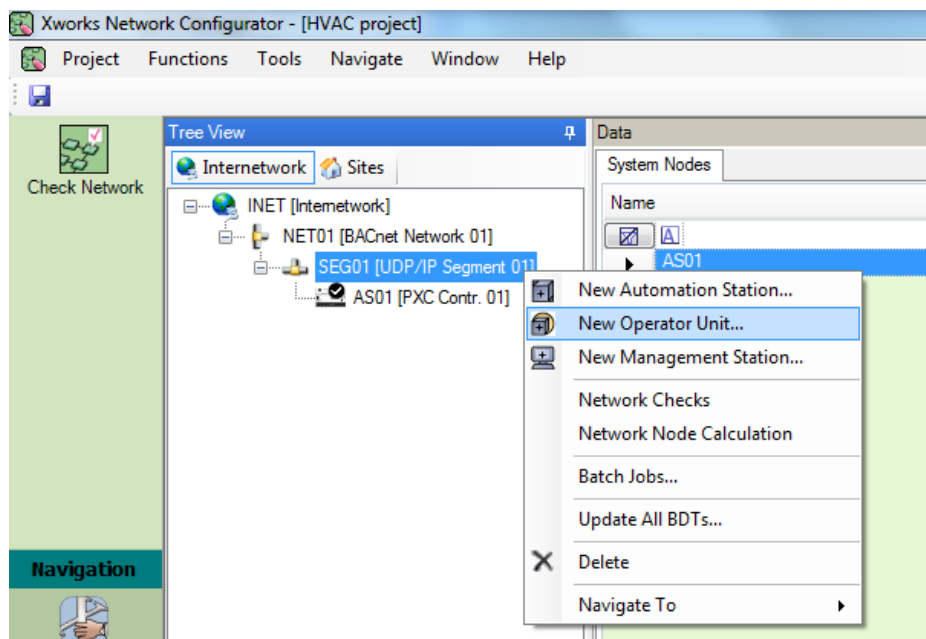 Xworks Network Configurator - [HVAC project]
Project Functions Tools Navigate Window Help
Check Network
Navigation
Tree View
Internetwork Sites
INET [Internetwork]
NET01 [BACnet Network 01]
SEG01 [UDP/IP Segment 01]
AS01 [PXC Contr. 01]
Data
System Nodes
Name
A
AS01
New Automation Station...
New Operator Unit...
New Management Station...
Network Checks
Network Node Calculation
Batch Jobs...
Update All BDTs...
Delete
Navigate To